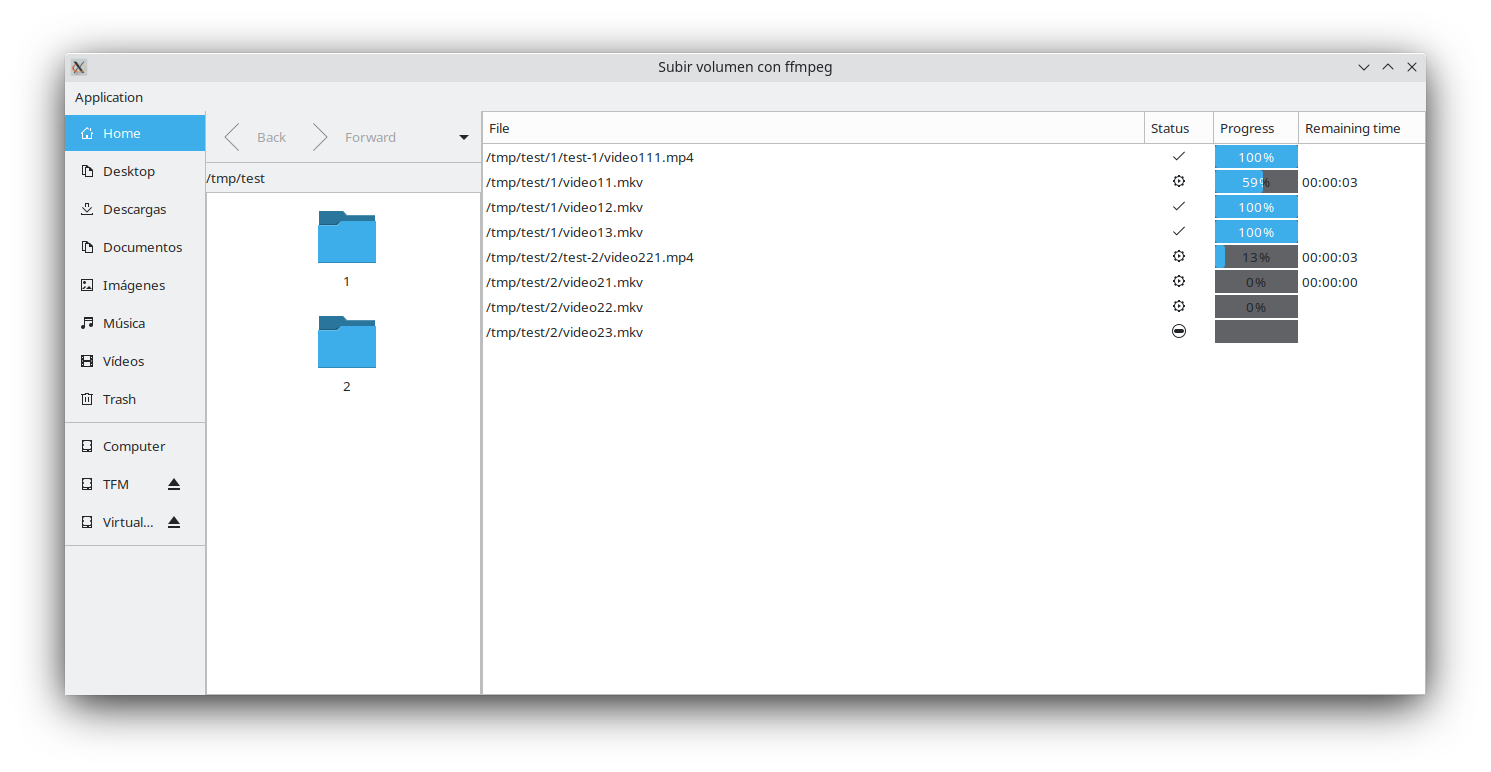 Subir volumen con ffmpeg
Application
Home
Desktop
Descargas
Documentos
Imágenes
Música
Vídeos
Trash
Computer
TFM
Virtual...
Back Forward
/tmp/test
1
2
File Status Progress Remaining time
/tmp/test/1/test-1/video111.mp4 100%
/tmp/test/1/video11.mkv 59% 00:00:03
/tmp/test/1/video12.mkv 100%
/tmp/test/1/video13.mkv 100%
/tmp/test/2/test-2/video221.mp4 13% 00:00:03
/tmp/test/2/video21.mkv 0% 00:00:00
/tmp/test/2/video22.mkv 0%
/tmp/test/2/video23.mkv